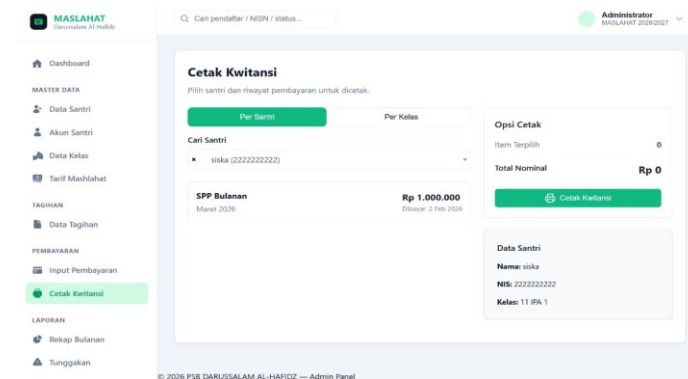 MASLAHAT
Darussalam Al-Hafidz
Cari pendaftar / NISN / status...
Administrator
MASLAHAT 2026/2027
Dashboard
MASTER DATA
Data Santri
Akun Santri
Data Kelas
Tarif Mashlahat
TAGIHAN
Data Tagihan
PEMBAYARAN
Input Pembayaran
Cetak Kwitansi
LAPORAN
Rekap Bulanan
Tunggakan
Cetak Kwitansi
Pilih santri dan riwayat pembayaran untuk dicetak.
Per Santri
Per Kelas
Cari Santri
× siska (2222222222)
SPP Bulanan
Rp 1.000.000
Maret 2026
Dibayar: 2 Feb 2026
Opsi Cetak
Item Terpilih 0
Total Nominal Rp 0
Cetak Kwitansi
Data Santri
Nama: siska
NIS: 2222222222
Kelas: 11 IPA 1
© 2026 PSB DARUSSALAM AL-HAFIDZ — Admin Panel